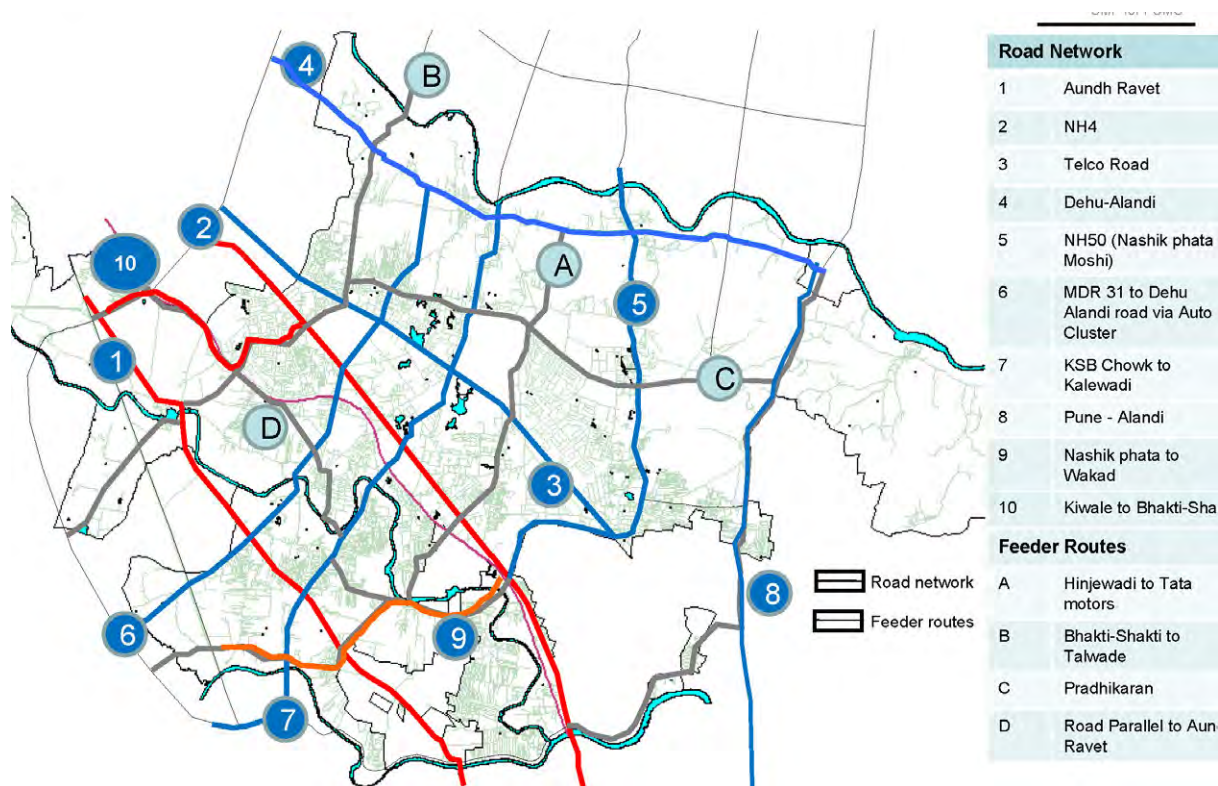 4
B
2
10
A
5
1
C
D
3
8
6
9
7
Road network
Feeder routes
Road Network
1 Aundh Ravet
2 NH4
3 Telco Road
4 Dehu-Alandi
5 NH50 (Nashik phata
Moshi)
6 MDR 31 to Dehu
Alandi road via Auto
Cluster
7 KSB Chowk to
Kalewadi
8 Pune - Alandi
9 Nashik phata to
Wakad
10 Kiwale to Bhakti-Sha
Feeder Routes
A Hinjewadi to Tata
motors
B Bhakti-Shakti to
Talwade
C Pradhikaran
D Road Parallel to Aun
Ravet